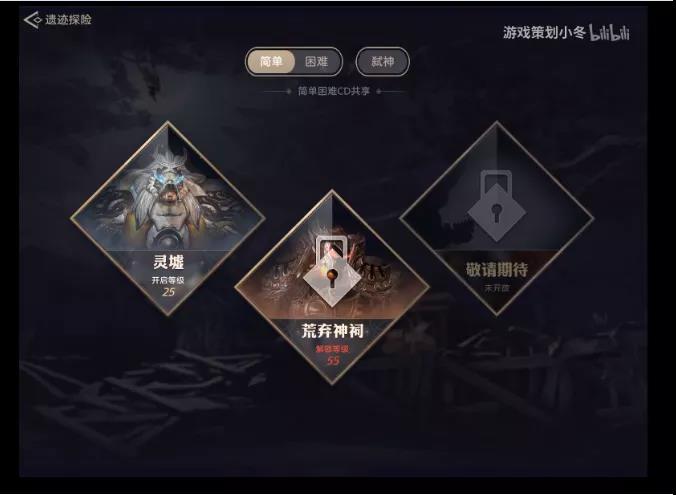 遗迹探险
游戏策划小冬 bilibili
简单 困难 弑神
简单困难CD共享
灵墟
开启等级
25
荒弃神祠
解锁等级
55
敬请期待
未开放